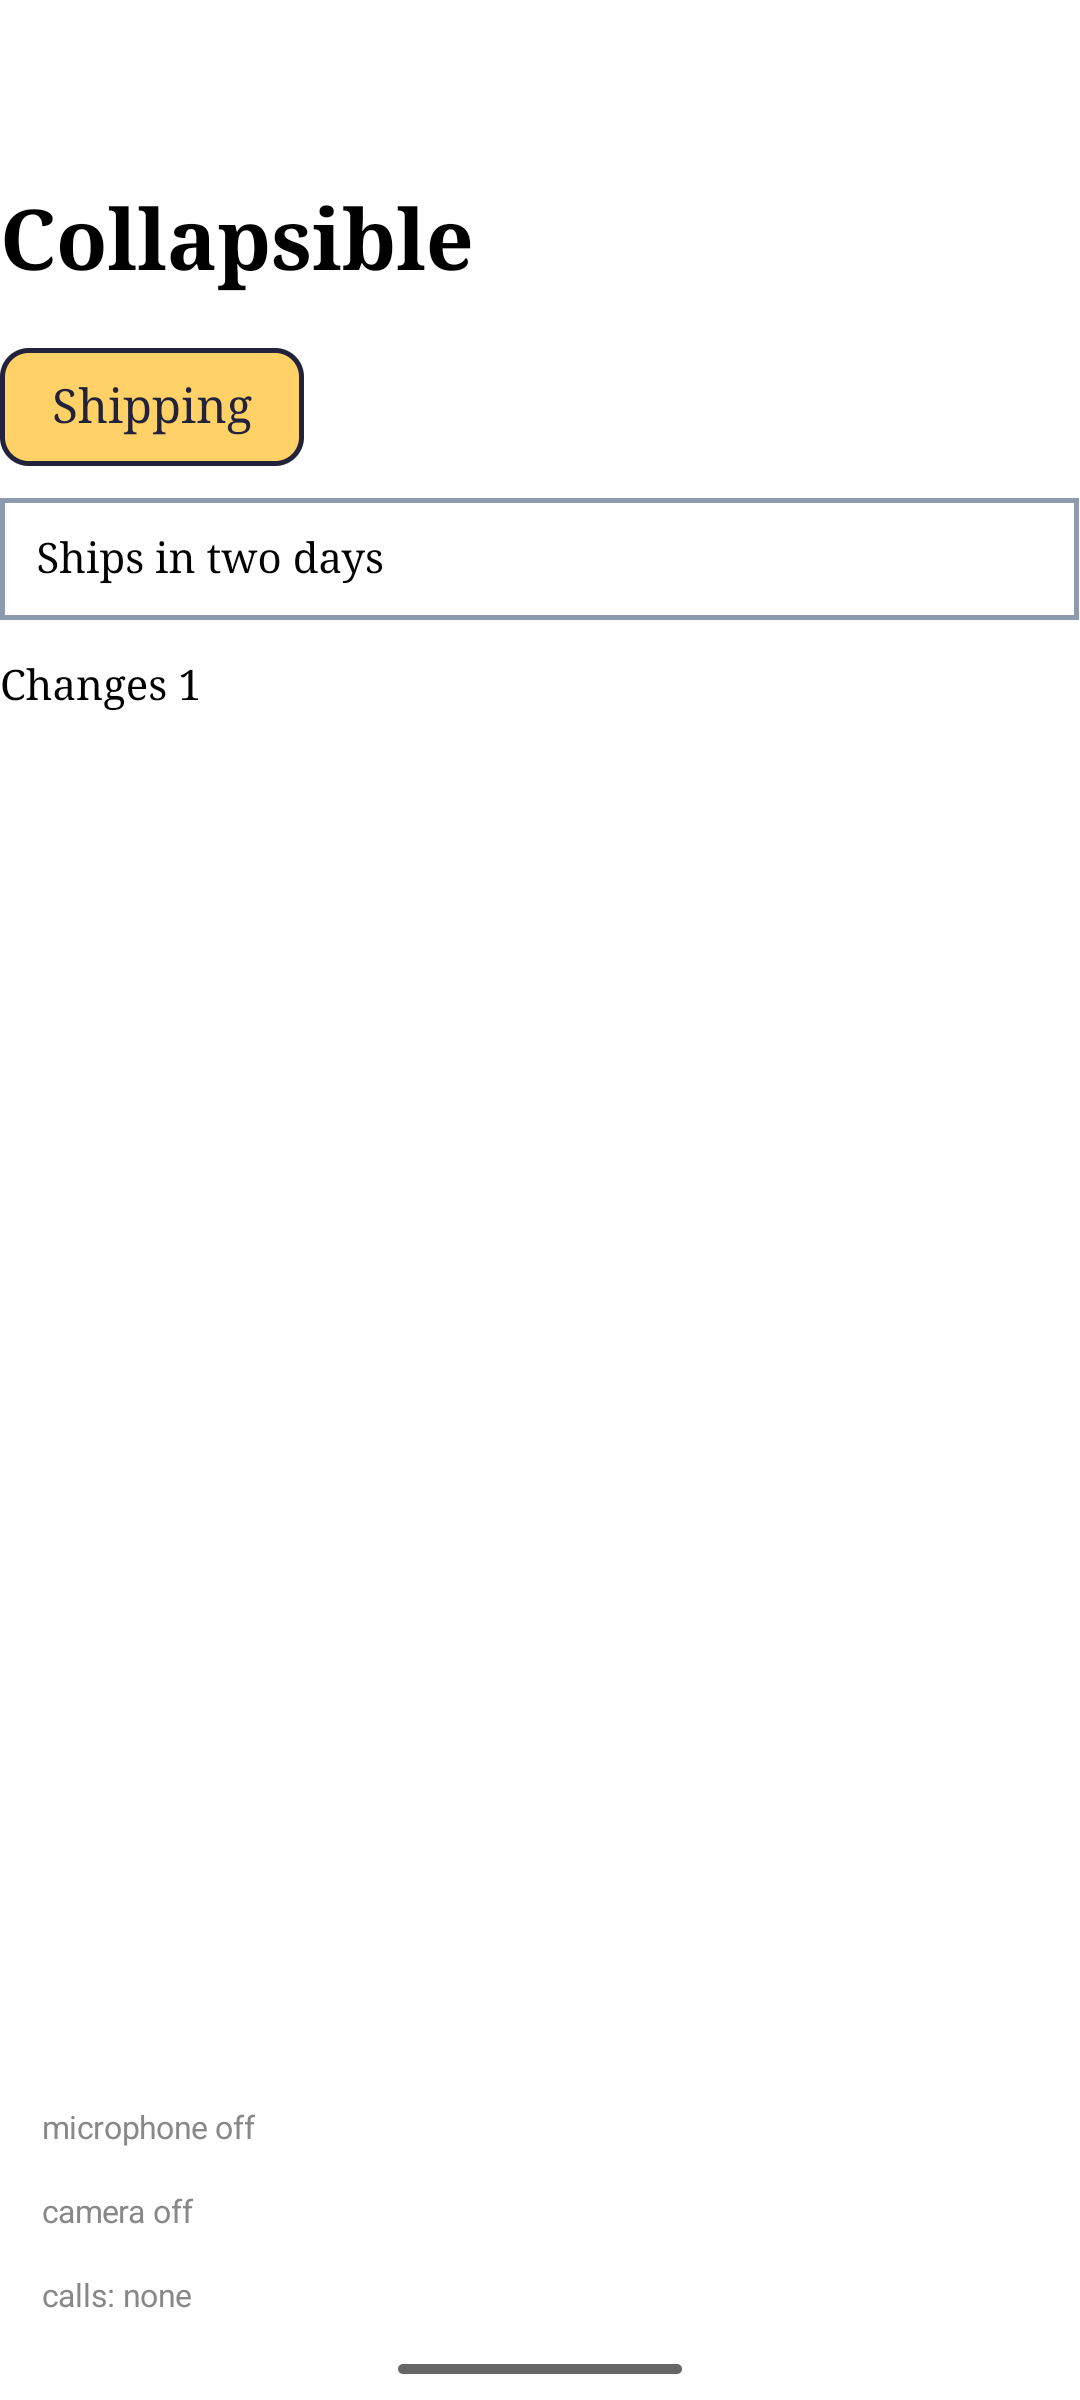 Collapsible
Shipping
Ships in two days
Changes 1
microphone off
camera off
calls: none